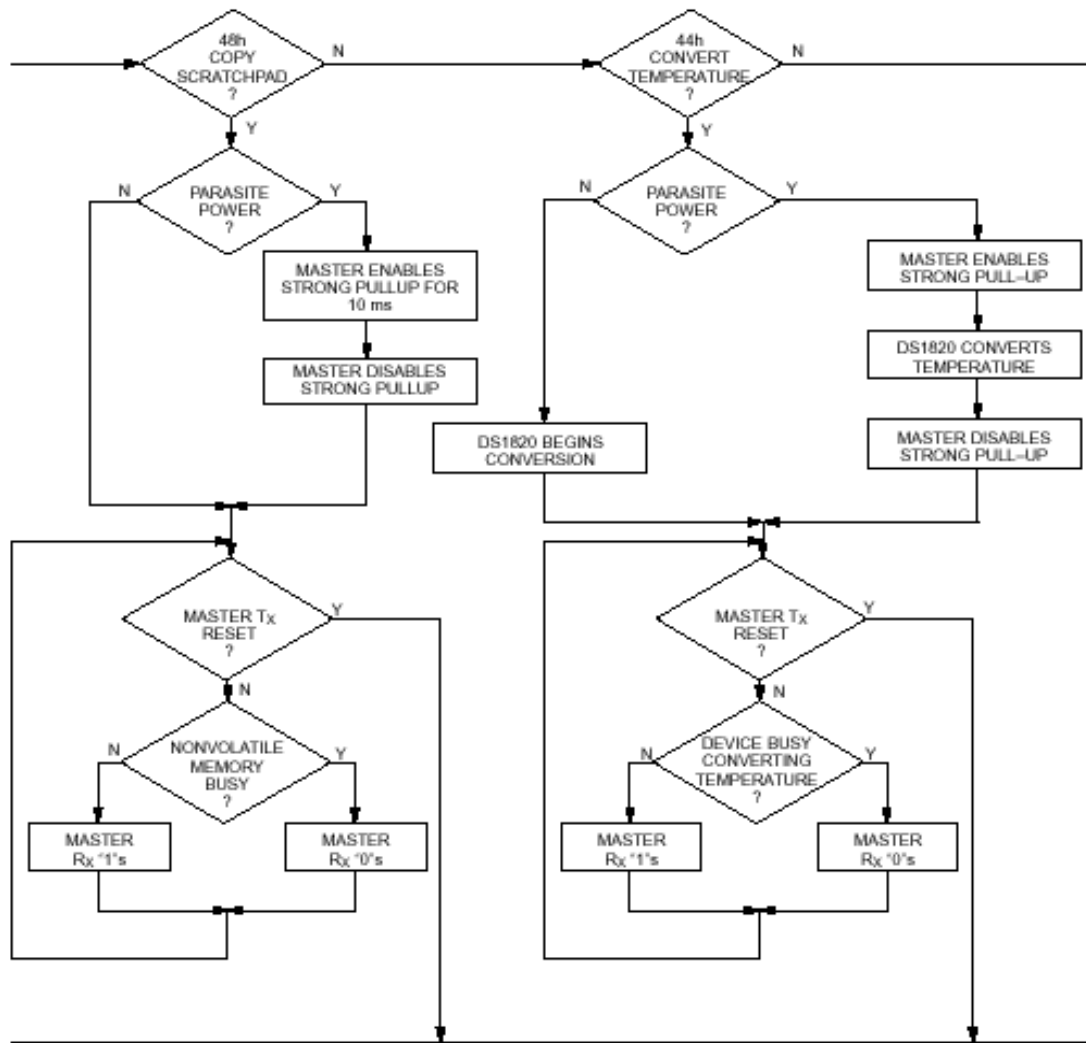 48h
COPY
SCRATCHPAD
?
N
Y
44h
CONVERT
TEMPERATURE
?
N
Y
N
PARASITE
POWER
?
Y
MASTER ENABLES
STRONG PULLUP FOR
10 ms
MASTER DISABLES
STRONG PULLUP
N
PARASITE
POWER
?
Y
MASTER ENABLES
STRONG PULL–UP
DS1820 CONVERTS
TEMPERATURE
MASTER DISABLES
STRONG PULL–UP
DS1820 BEGINS
CONVERSION
MASTER TX
RESET
?
Y
N
N
NONVOLATILE
MEMORY
BUSY
?
Y
MASTER
RX “1”s
MASTER
RX “0”s
MASTER TX
RESET
?
Y
N
N
DEVICE BUSY
CONVERTING
TEMPERATURE
?
Y
MASTER
RX “1”s
MASTER
RX “0”s